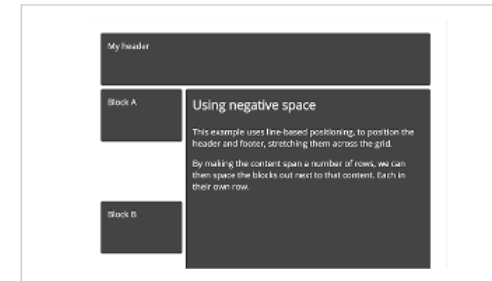 My header
Block A
Using negative space
This example uses line-based positioning, to position the
header and footer, stretching them across the grid.
By making the content span a number of rows, we can
then space the blocks out next to that content. Each in
their own row.
Block B